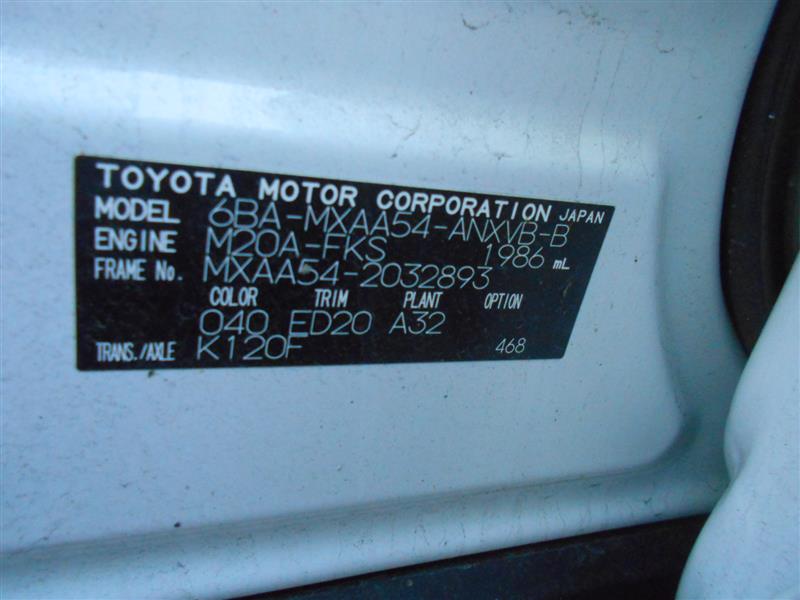 TOYOTA MOTOR CORPORATION JAPAN
MODEL 6BA-MXAA54-ANXVB-B
ENGINE M20A-FKS 1986 mL
FRAME No. MXAA54-2032893
COLOR TRIM PLANT OPTION
040 ED20 A32
TRANS./AXLE K120F 468